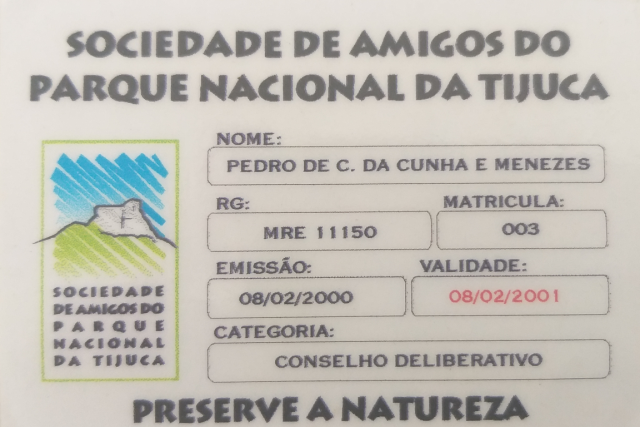 SOCIEDADE DE AMIGOS DO
PARQUE NACIONAL DA TIJUCA
NOME:
PEDRO DE C. DA CUNHA E MENEZES
RG:
MATRICULA:
MRE 11150
003
EMISSÃO:
VALIDADE:
08/02/2000
08/02/2001
CATEGORIA:
CONSELHO DELIBERATIVO
SOCIEDADE
DE AMIGOS DO
PARQUE
NACIONAL
DA TIJUCA
PRESERVE A NATUREZA